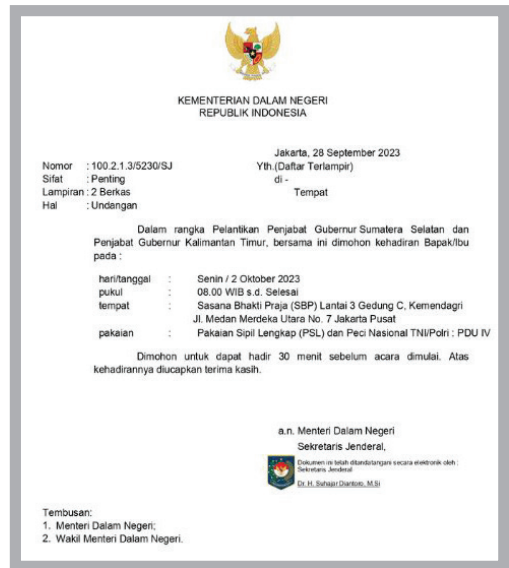 KEMENTERIAN DALAM NEGERI
REPUBLIK INDONESIA
Jakarta, 28 September 2023
Nomor : 100.2.1.3/5230/SJ
Yth.(Daftar Terlampir)
Sifat : Penting
di -
Lampiran : 2 Berkas
Tempat
Hal : Undangan
Dalam rangka Pelantikan Penjabat Gubernur Sumatera Selatan dan
Penjabat Gubernur Kalimantan Timur, bersama ini dimohon kehadiran Bapak/Ibu
pada :
hari/tanggal : Senin / 2 Oktober 2023
pukul : 08.00 WIB s.d. Selesai
tempat : Sasana Bhakti Praja (SBP) Lantai 3 Gedung C, Kemendagri
Jl. Medan Merdeka Utara No. 7 Jakarta Pusat
pakaian : Pakaian Sipil Lengkap (PSL) dan Peci Nasional TNI/Polri : PDU IV
Dimohon untuk dapat hadir 30 menit sebelum acara dimulai. Atas
kehadirannya diucapkan terima kasih.
a.n. Menteri Dalam Negeri
Sekretaris Jenderal,
Dokumen ini telah ditandatangani secara elektronik oleh :
Sekretaris Jenderal
Dr. H. Suhajar Diantoro, M.Si
Tembusan:
1. Menteri Dalam Negeri;
2. Wakil Menteri Dalam Negeri.